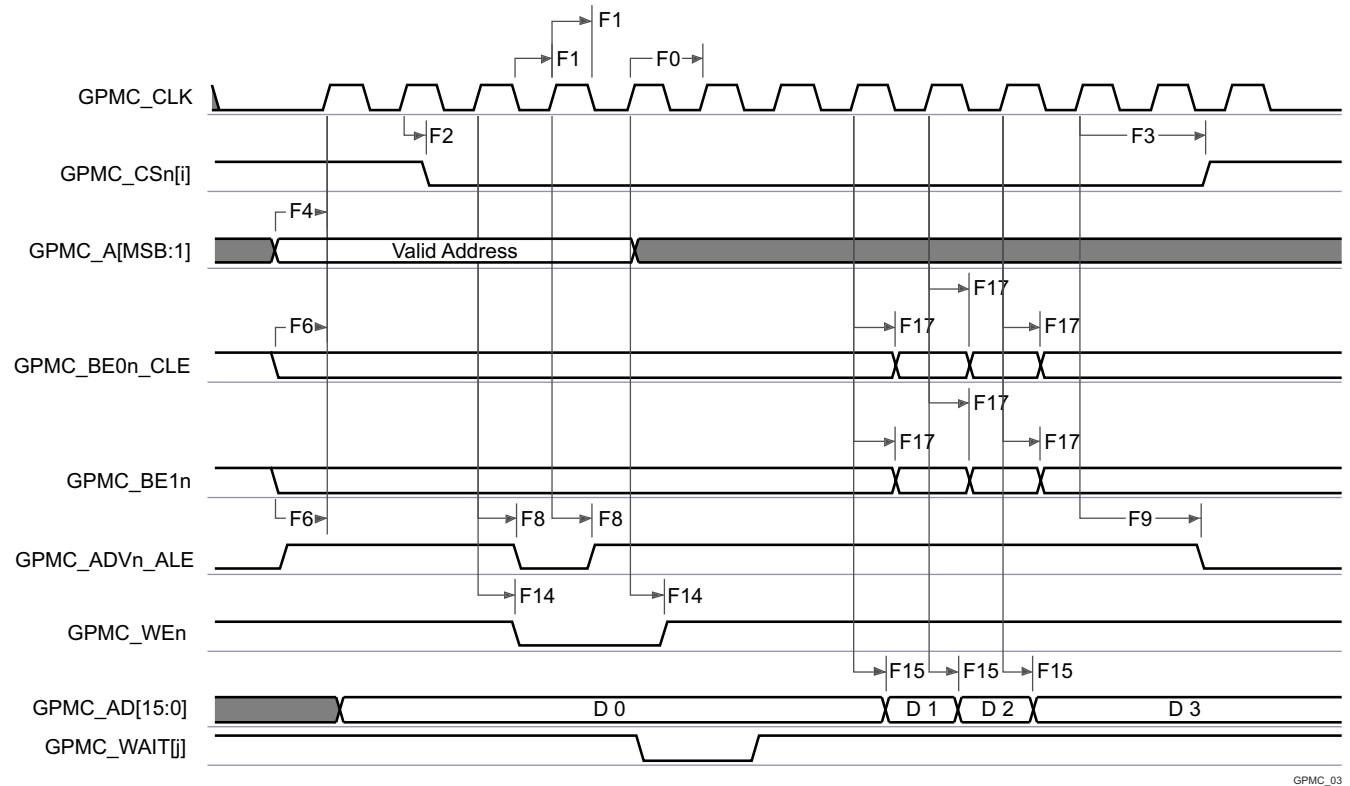 F1
F1
F0
GPMC_CLK
F2
F3
GPMC_CSn[i]
F4
GPMC_A[MSB:1]
Valid Address
F17
F6
F17
F17
GPMC_BE0n_CLE
F17
F17
F17
GPMC_BE1n
F6
F8
F8
F9
GPMC_ADVn_ALE
F14
F14
GPMC_WEn
F15
F15
F15
GPMC_AD[15:0]
D 0
D 1
D 2
D 3
GPMC_WAIT[j]
GPMC_03